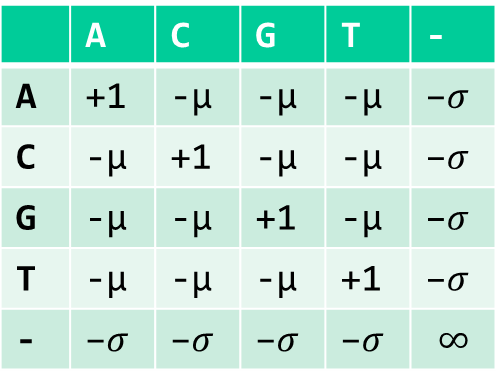 A C G T -
A +1 -μ -μ -μ −σ
C -μ +1 -μ -μ −σ
G -μ -μ +1 -μ −σ
T -μ -μ -μ +1 −σ
- −σ −σ −σ −σ ∞